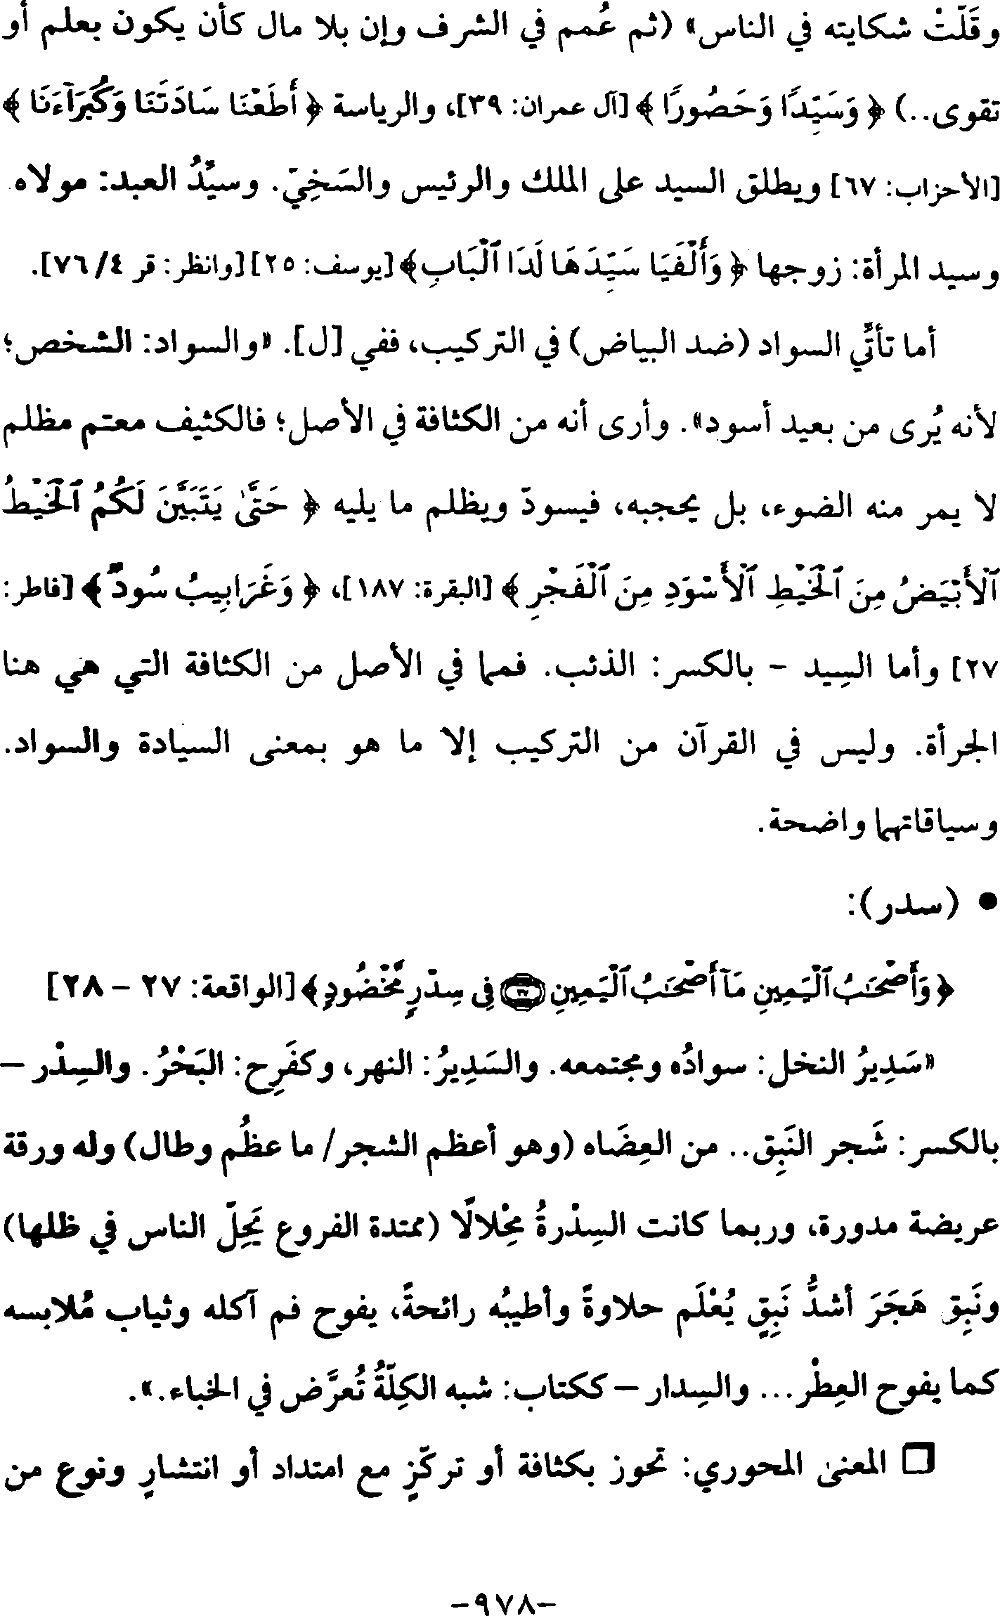 وقَلَّتْ شكايته في الناس» (ثم عُمم في الشرف وإن بلا مال كأن يكون بعلم أو
تقوى..) ﴿ وَسَيِّدًا وَحَصُورًا ﴾ [آل عمران: ٣٩]، والرياسة ﴿ أَطَعْنَا سَادَتَنَا وَكُبَرَآءَنَا ﴾
[الأحزاب: ٦٧] ويطلق السيد على الملك والرئيس والسَخِيّ. وسيِّدُ العبد: مولاه.
وسيد المرأة: زوجها ﴿ وَأَلْفَيَا سَيِّدَهَا لَدَا ٱلْبَابِ﴾ [يوسف: ٢٥] [وانظر: قر ٤/ ٧٦].
أما تأتِّي السواد (ضد البياض) في التركيب، ففي [ل]. «والسواد: الشخص؛
لأنه يُرى من بعيد أسود». وأرى أنه من الكثافة في الأصل؛ فالكثيف معتم مظلم
لا يمر منه الضوء، بل يحجبه، فيسودّ ويظلم ما يليه ﴿ حَتَّىٰ يَتَبَيَّنَ لَكُمُ ٱلْخَيْطُ
ٱلْأَبْيَضُ مِنَ ٱلْخَيْطِ ٱلْأَسْوَدِ مِنَ ٱلْفَجْرِ ﴾ [البقرة: ١٨٧]، ﴿ وَغَرَابِيبُ سُودٌ ﴾ [فاطر:
٢٧] وأما السِيد - بالكسر: الذئب. فمما في الأصل من الكثافة التي هي هنا
الجرأة. وليس في القرآن من التركيب إلا ما هو بمعنى السيادة والسواد.
وسياقاتهما واضحة.
● (سدر):
﴿ وَأَصْحَـٰبُ ٱلْيَمِينِ مَآ أَصْحَـٰبُ ٱلْيَمِينِ ۝٢٧ فِى سِدْرٍ مَّخْضُودٍ﴾ [الواقعة: ٢٧ - ٢٨]
«سَدِيرُ النخل: سوادُه ومجتمعه. والسَدِيرُ: النهر، وكفَرِح: البَحْرُ. والسِدْر –
بالكسر: شَجر النَبِق.. من العِضَاه (وهو أعظم الشجر/ ما عظُم وطال) وله ورقة
عريضة مدورة، وربما كانت السِدْرةُ مِحْلالًا (ممتدة الفروع يَحِلّ الناس في ظلها)
ونَبِق هَجَرَ أشدُّ نَبِقٍ يُعْلَم حلاوةً وأطيبُه رائحةً، يفوح فم آكله وثياب مُلابسه
كما يفوح العِطْر... والسِدار – ككتاب: شبه الكِلّةُ تُعرَّض في الخباء.».
❒ المعنى المحوري: تحوز بكثافة أو تركّزٍ مع امتداد أو انتشارٍ ونوع من
-٩٧٨-